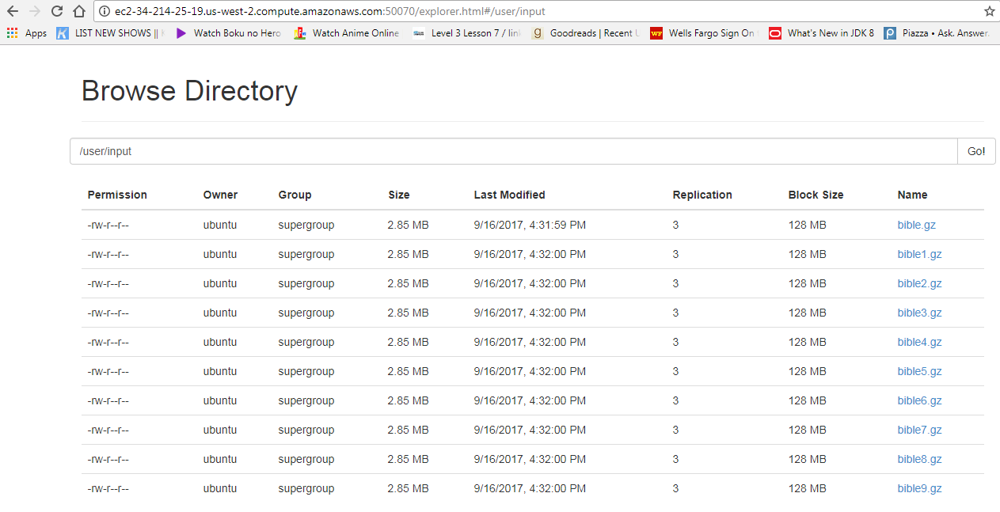 ec2-34-214-25-19.us-west-2.compute.amazonaws.com:50070/explorer.html#/user/input
Apps LIST NEW SHOWS || Watch Boku no Hero Watch Anime Online Level 3 Lesson 7 / Goodreads | Recent Wells Fargo Sign On What's New in JDK 8 Piazza • Ask. Answer.
Browse Directory
/user/input Go!
Permission Owner Group Size Last Modified Replication Block Size Name
-rw-r--r-- ubuntu supergroup 2.85 MB 9/16/2017, 4:31:59 PM 3 128 MB bible.gz
-rw-r--r-- ubuntu supergroup 2.85 MB 9/16/2017, 4:32:00 PM 3 128 MB bible1.gz
-rw-r--r-- ubuntu supergroup 2.85 MB 9/16/2017, 4:32:00 PM 3 128 MB bible2.gz
-rw-r--r-- ubuntu supergroup 2.85 MB 9/16/2017, 4:32:00 PM 3 128 MB bible3.gz
-rw-r--r-- ubuntu supergroup 2.85 MB 9/16/2017, 4:32:00 PM 3 128 MB bible4.gz
-rw-r--r-- ubuntu supergroup 2.85 MB 9/16/2017, 4:32:00 PM 3 128 MB bible5.gz
-rw-r--r-- ubuntu supergroup 2.85 MB 9/16/2017, 4:32:00 PM 3 128 MB bible6.gz
-rw-r--r-- ubuntu supergroup 2.85 MB 9/16/2017, 4:32:00 PM 3 128 MB bible7.gz
-rw-r--r-- ubuntu supergroup 2.85 MB 9/16/2017, 4:32:00 PM 3 128 MB bible8.gz
-rw-r--r-- ubuntu supergroup 2.85 MB 9/16/2017, 4:32:00 PM 3 128 MB bible9.gz